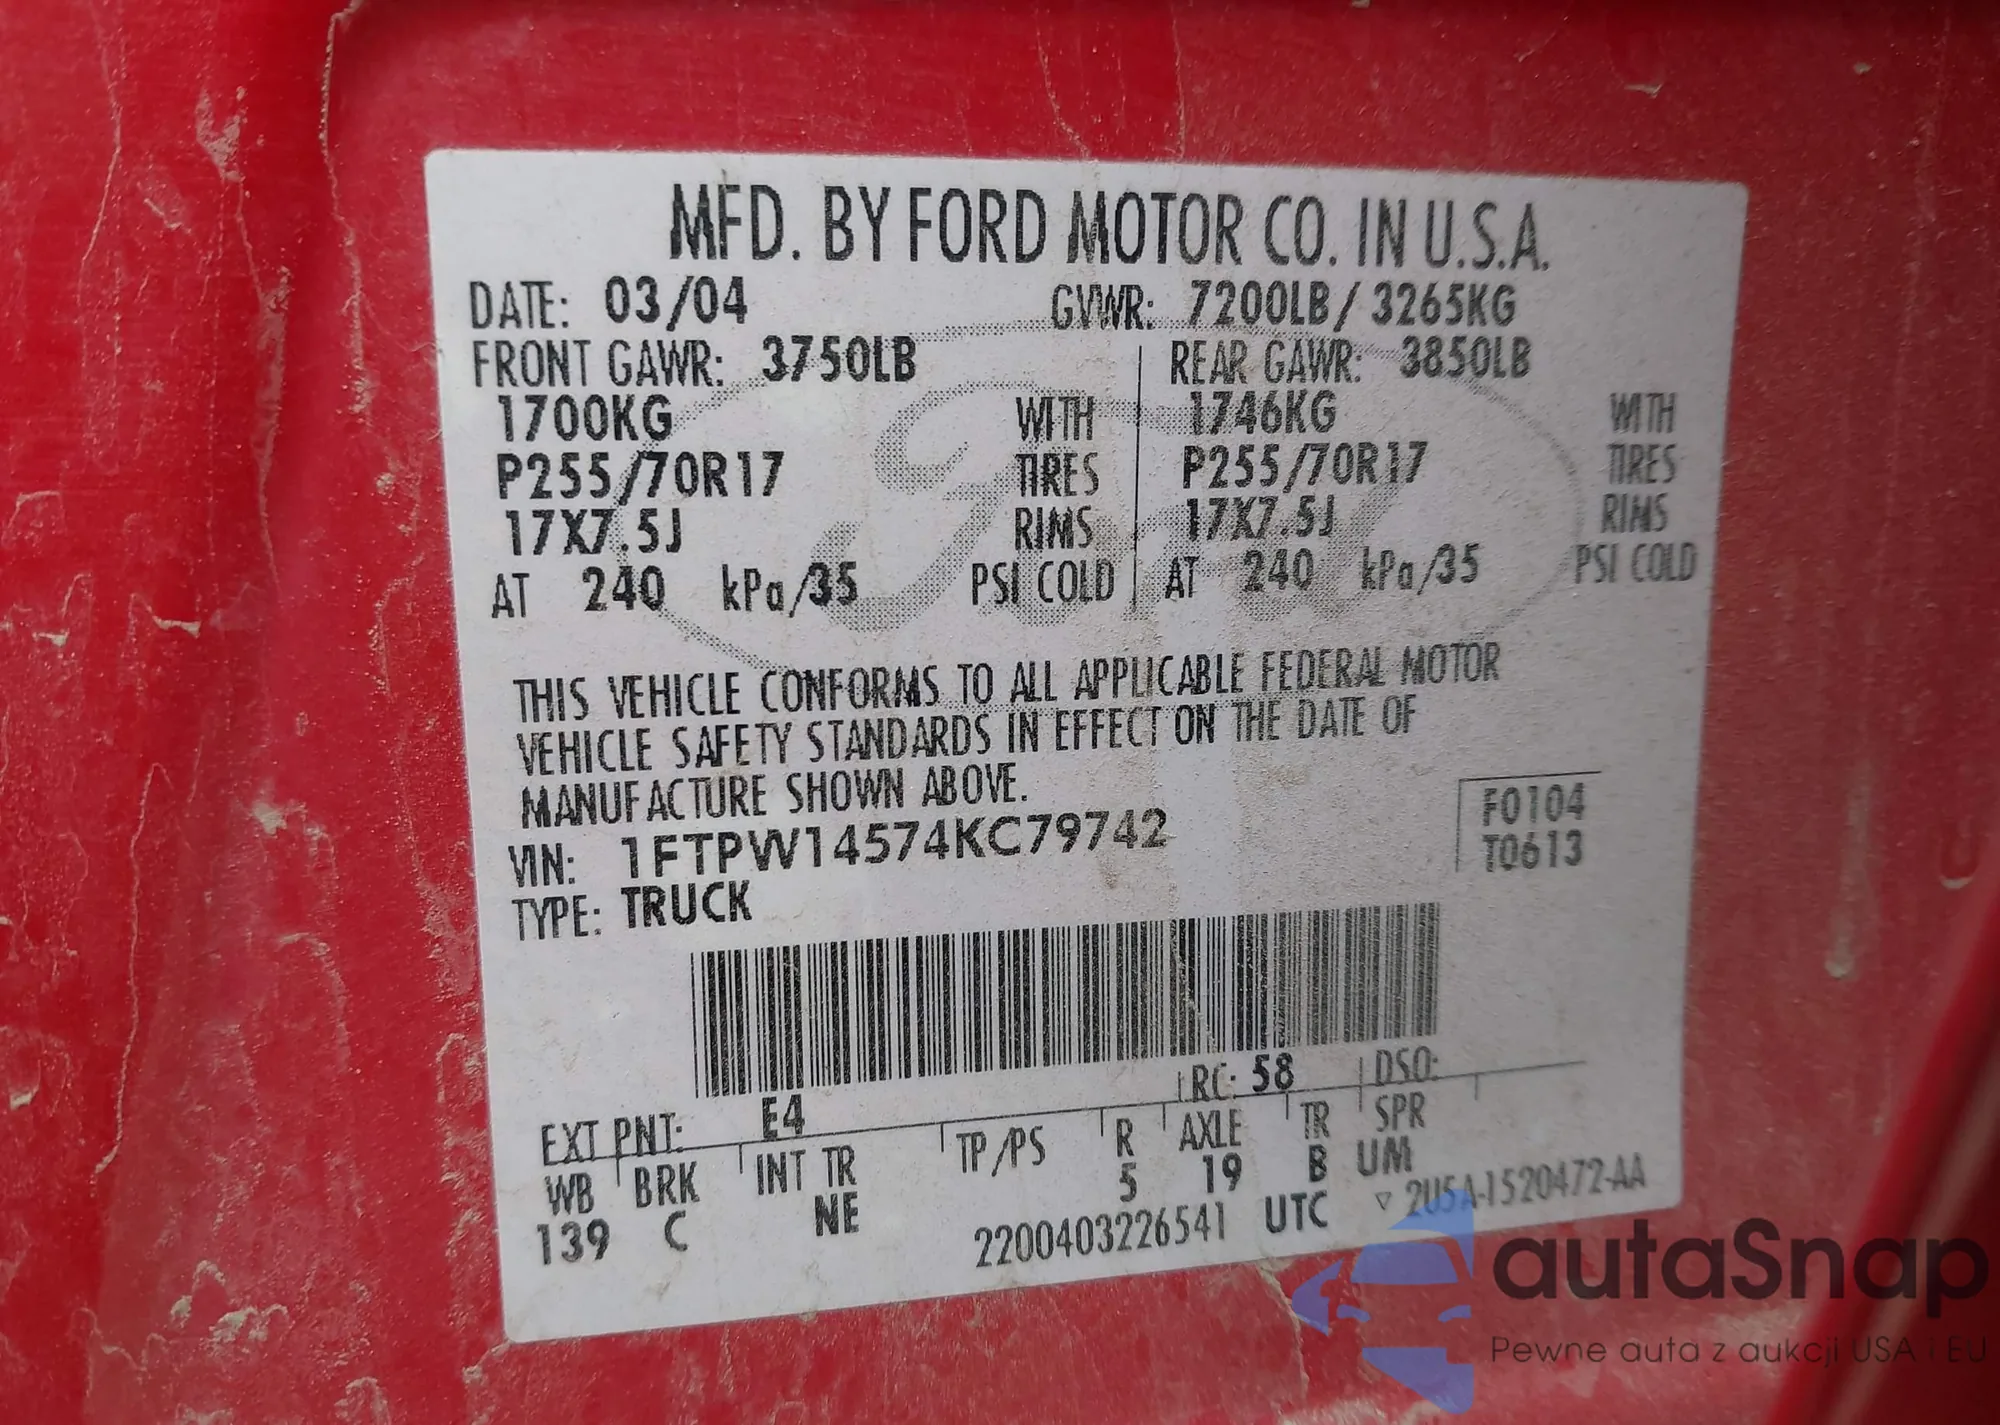 MFD. BY FORD MOTOR CO. IN U.S.A.
DATE: 03/04 GVWR: 7200LB / 3265KG
FRONT GAWR: 3750LB REAR GAWR: 3850LB
1700KG WITH 1746KG WITH
P255/70R17 TIRES P255/70R17 TIRES
17X7.5J RIMS 17X7.5J RIMS
AT 240 kPa/35 PSI COLD AT 240 kPa/35 PSI COLD
THIS VEHICLE CONFORMS TO ALL APPLICABLE FEDERAL MOTOR
VEHICLE SAFETY STANDARDS IN EFFECT ON THE DATE OF
MANUFACTURE SHOWN ABOVE.
VIN: 1FTPW14574KC79742
TYPE: TRUCK
F0104
T0613
EXT PNT: E4 RC: 58 DSO:
WB BRK INT TR TP/PS R AXLE TR SPR
139 C NE 5 19 B UM
2200403226541 UTC ▽ 2U5A-1520472-AA
Ford
autaSnap
Pewne auta z aukcji USA i EU